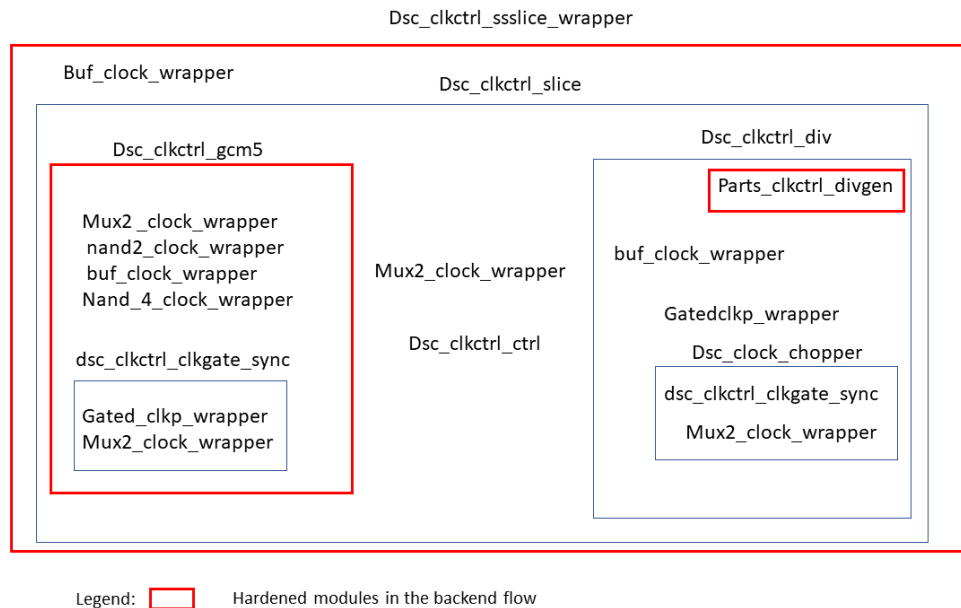 Dsc_clkctrl_ssslice_wrapper
Buf_clock_wrapper
Dsc_clkctrl_slice
Dsc_clkctrl_gcm5
Mux2 _clock_wrapper
nand2_clock_wrapper
buf_clock_wrapper
Nand_4_clock_wrapper
dsc_clkctrl_clkgate_sync
Gated_clkp_wrapper
Mux2_clock_wrapper
Mux2_clock_wrapper
Dsc_clkctrl_ctrl
Dsc_clkctrl_div
Parts_clkctrl_divgen
buf_clock_wrapper
Gatedclkp_wrapper
Dsc_clock_chopper
dsc_clkctrl_clkgate_sync
Mux2_clock_wrapper
Legend: Hardened modules in the backend flow